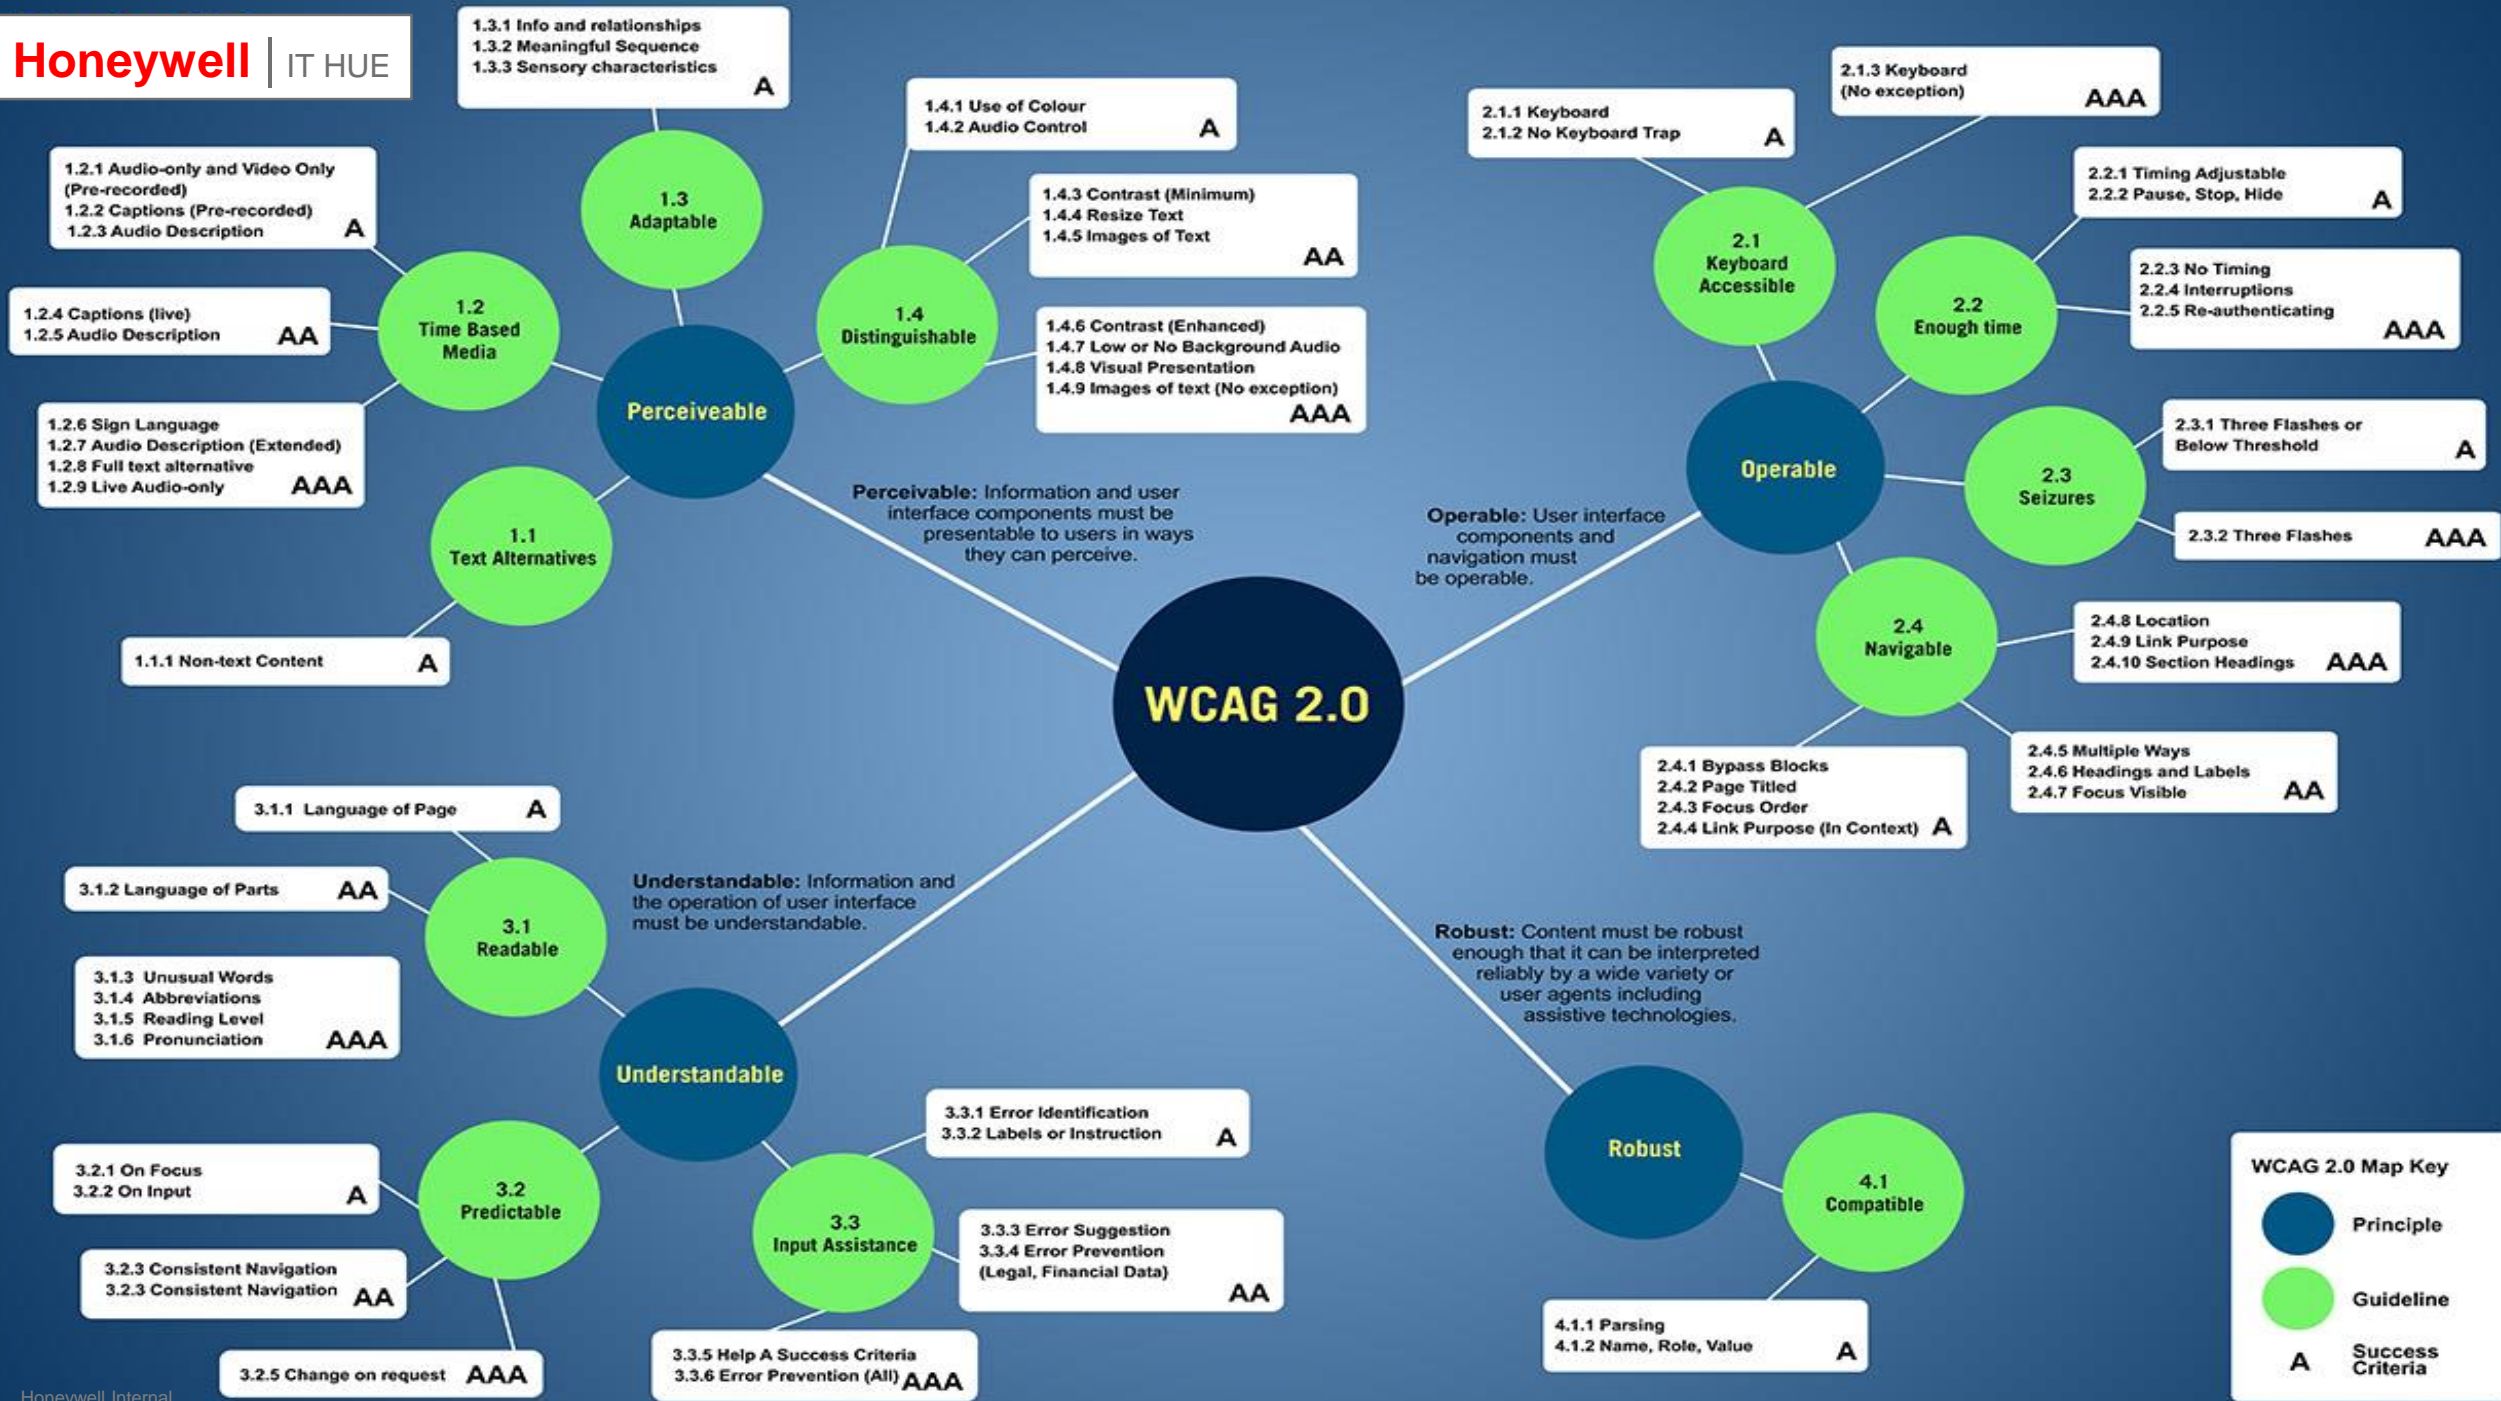 Honeywell | IT HUE
1.3.1 Info and relationships
1.3.2 Meaningful Sequence
1.3.3 Sensory characteristics
A
1.3
Adaptable
1.2.1 Audio-only and Video Only
(Pre-recorded)
1.2.2 Captions (Pre-recorded)
1.2.3 Audio Description
A
1.2.4 Captions (live)
1.2.5 Audio Description
AA
1.2
Time Based
Media
1.2.6 Sign Language
1.2.7 Audio Description (Extended)
1.2.8 Full text alternative
1.2.9 Live Audio-only
AAA
1.1
Text Alternatives
1.1.1 Non-text Content
A
1.4.1 Use of Colour
1.4.2 Audio Control
A
1.4.3 Contrast (Minimum)
1.4.4 Resize Text
1.4.5 Images of Text
AA
1.4
Distinguishable
1.4.6 Contrast (Enhanced)
1.4.7 Low or No Background Audio
1.4.8 Visual Presentation
1.4.9 Images of text (No exception)
AAA
Perceiveable
Perceivable: Information and user
interface components must be
presentable to users in ways
they can perceive.
2.1.1 Keyboard
2.1.2 No Keyboard Trap
A
2.1.3 Keyboard
(No exception)
AAA
2.1
Keyboard
Accessible
2.2.1 Timing Adjustable
2.2.2 Pause, Stop, Hide
A
2.2
Enough time
2.2.3 No Timing
2.2.4 Interruptions
2.2.5 Re-authenticating
AAA
Operable
2.3
Seizures
2.3.1 Three Flashes or
Below Threshold
A
2.3.2 Three Flashes
AAA
Operable: User interface
components and
navigation must
be operable.
2.4
Navigable
2.4.8 Location
2.4.9 Link Purpose
2.4.10 Section Headings
AAA
2.4.5 Multiple Ways
2.4.6 Headings and Labels
2.4.7 Focus Visible
AA
2.4.1 Bypass Blocks
2.4.2 Page Titled
2.4.3 Focus Order
2.4.4 Link Purpose (In Context)
A
WCAG 2.0
3.1.1 Language of Page
A
3.1.2 Language of Parts
AA
3.1
Readable
3.1.3 Unusual Words
3.1.4 Abbreviations
3.1.5 Reading Level
3.1.6 Pronunciation
AAA
Understandable: Information and
the operation of user interface
must be understandable.
Understandable
3.2.1 On Focus
3.2.2 On Input
A
3.2
Predictable
3.2.3 Consistent Navigation
3.2.3 Consistent Navigation
AA
3.2.5 Change on request
AAA
3.3.1 Error Identification
3.3.2 Labels or Instruction
A
3.3
Input Assistance
3.3.3 Error Suggestion
3.3.4 Error Prevention
(Legal, Financial Data)
AA
3.3.5 Help A Success Criteria
3.3.6 Error Prevention (All)
AAA
Robust: Content must be robust
enough that it can be interpreted
reliably by a wide variety or
user agents including
assistive technologies.
Robust
4.1
Compatible
4.1.1 Parsing
4.1.2 Name, Role, Value
A
WCAG 2.0 Map Key
Principle
Guideline
A
Success
Criteria
Honeywell Internal